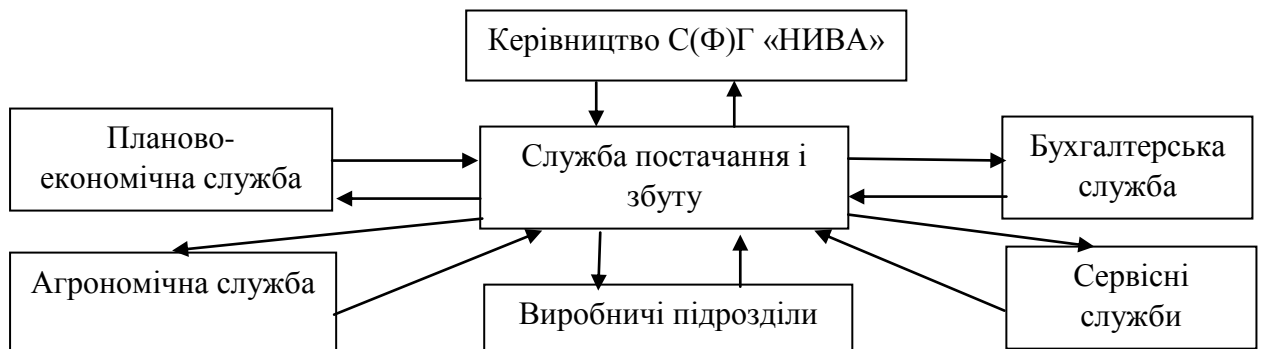 Керівництво С(Ф)Г «НИВА»
Планово-
економічна служба
Служба постачання і
збуту
Бухгалтерська
служба
Агрономічна служба
Виробничі підрозділи
Сервісні
служби